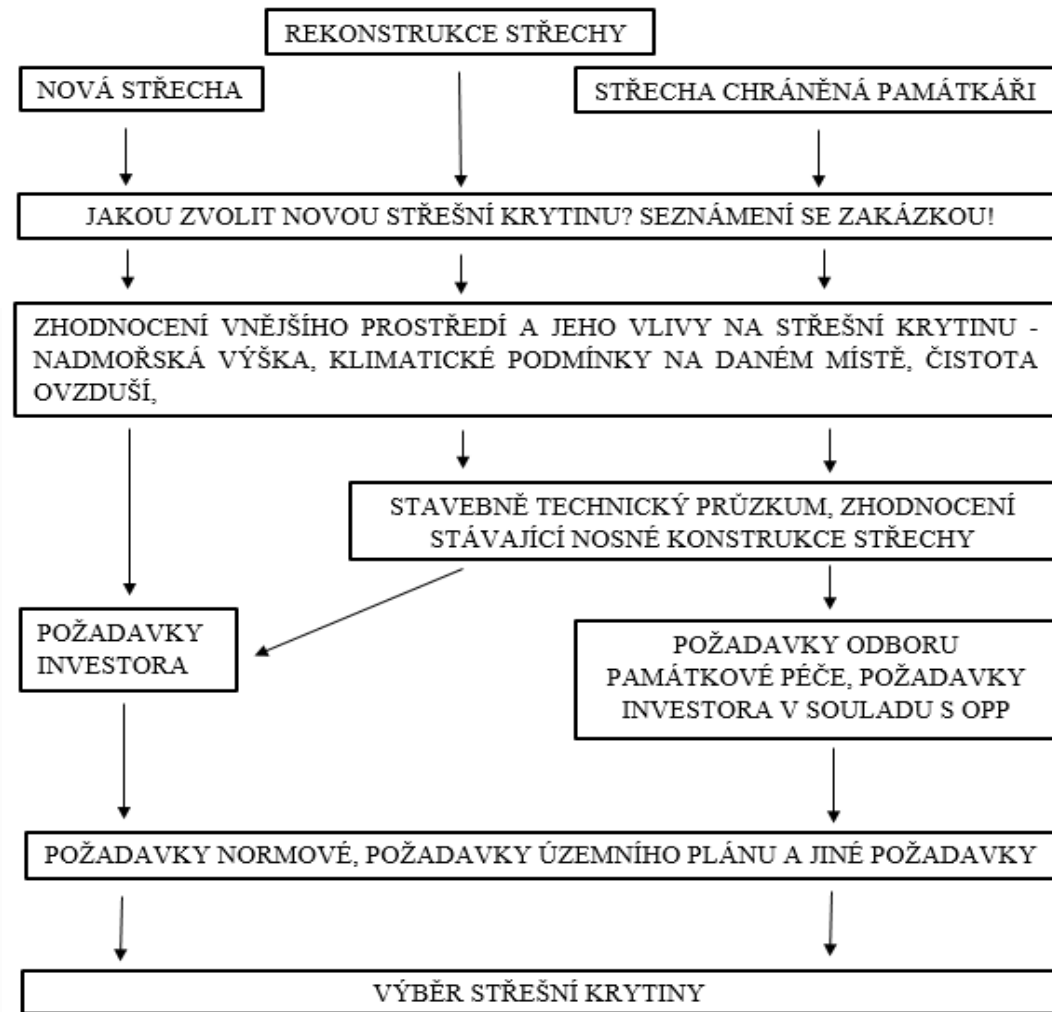 REKONSTRUKCE STŘECHY
NOVÁ STŘECHA
STŘECHA CHRÁNĚNÁ PAMÁTKÁŘI
JAKOU ZVOLIT NOVOU STŘEŠNÍ KRYTINU? SEZNÁMENÍ SE ZAKÁZKOU!
ZHODNOCENÍ VNĚJŠÍHO PROSTŘEDÍ A JEHO VLIVY NA STŘEŠNÍ KRYTINU -
NADMOŘSKÁ VÝŠKA, KLIMATICKÉ PODMÍNKY NA DANÉM MÍSTĚ, ČISTOTA
OVZDUŠÍ,
STAVEBNĚ TECHNICKÝ PRŮZKUM, ZHODNOCENÍ
STÁVAJÍCÍ NOSNÉ KONSTRUKCE STŘECHY
POŽADAVKY
INVESTORA
POŽADAVKY ODBORU
PAMÁTKOVÉ PÉČE, POŽADAVKY
INVESTORA V SOULADU S OPP
POŽADAVKY NORMOVÉ, POŽADAVKY ÚZEMNÍHO PLÁNU A JINÉ POŽADAVKY
VÝBĚR STŘEŠNÍ KRYTINY